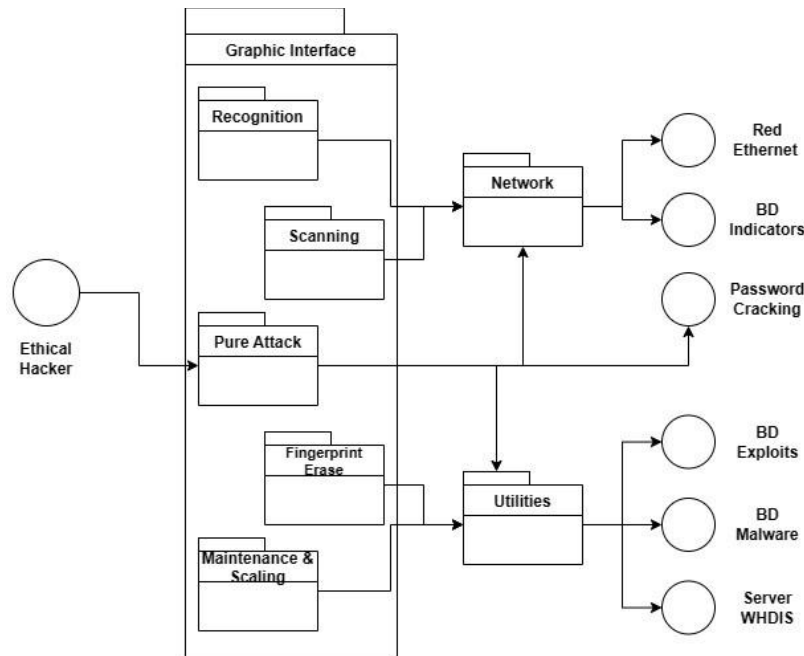 Graphic Interface
Recognition
Scanning
Pure Attack
Fingerprint
Erase
Maintenance &
Scaling
Ethical
Hacker
Network
Utilities
Red
Ethernet
BD
Indicators
Password
Cracking
BD
Exploits
BD
Malware
Server
WHDIS